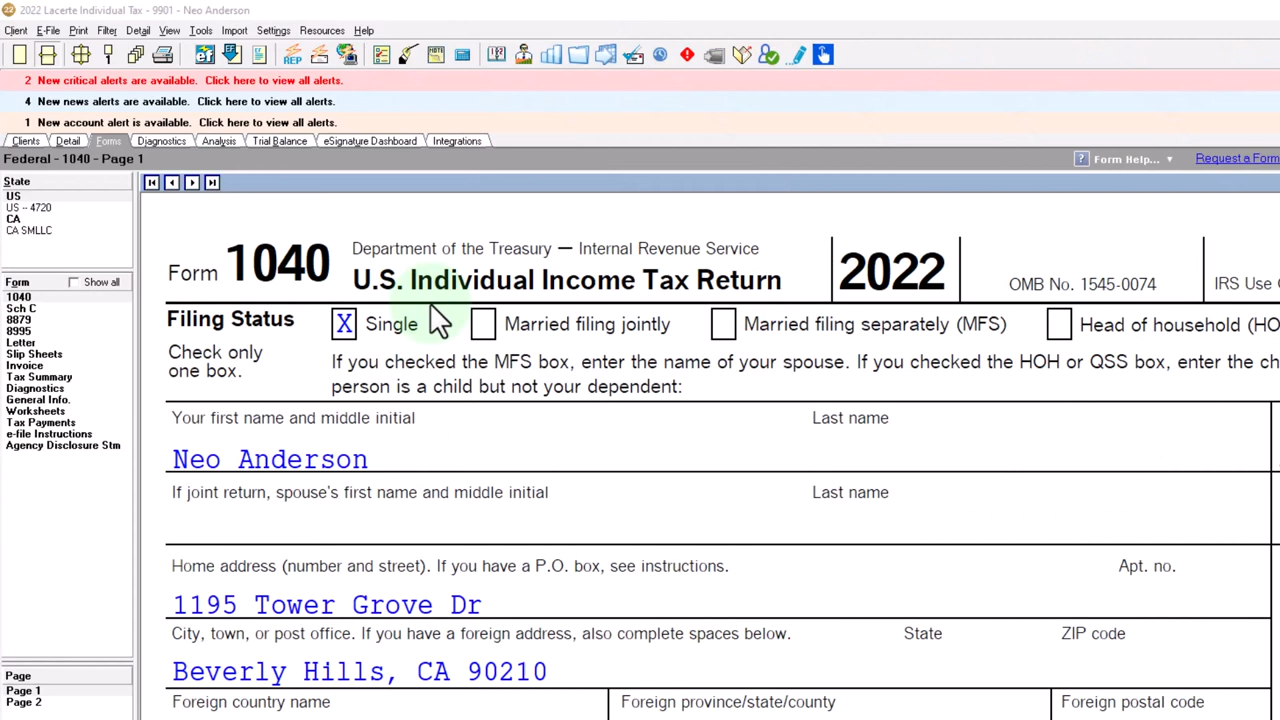 22 2022 Lacerte Individual Tax - 9901 - Neo Anderson
Client E-File Print Filter Detail View Tools Import Settings Resources Help
REP
2 New critical alerts are available. Click here to view all alerts.
4 New news alerts are available. Click here to view all alerts.
1 New account alert is available. Click here to view all alerts.
Clients Detail Forms Diagnostics Analysis Trial Balance eSignature Dashboard Integrations
Federal - 1040 - Page 1
? Form Help... Request a Form
State
US
US -- 4720
CA
CA SMLLC
Form Show all
1040
Sch C
8879
8995
Letter
Slip Sheets
Invoice
Tax Summary
Diagnostics
General Info.
Worksheets
Tax Payments
e-file Instructions
Agency Disclosure Stm
Page
Page 1
Page 2
Form 1040
Department of the Treasury — Internal Revenue Service
U.S. Individual Income Tax Return
2022
OMB No. 1545-0074
IRS Use
Filing Status
Check only
one box.
X Single Married filing jointly Married filing separately (MFS) Head of household (HO
If you checked the MFS box, enter the name of your spouse. If you checked the HOH or QSS box, enter the ch
person is a child but not your dependent:
Your first name and middle initial Last name
Neo Anderson
If joint return, spouse's first name and middle initial Last name
Home address (number and street). If you have a P.O. box, see instructions. Apt. no.
1195 Tower Grove Dr
City, town, or post office. If you have a foreign address, also complete spaces below. State ZIP code
Beverly Hills, CA 90210
Foreign country name Foreign province/state/county Foreign postal code